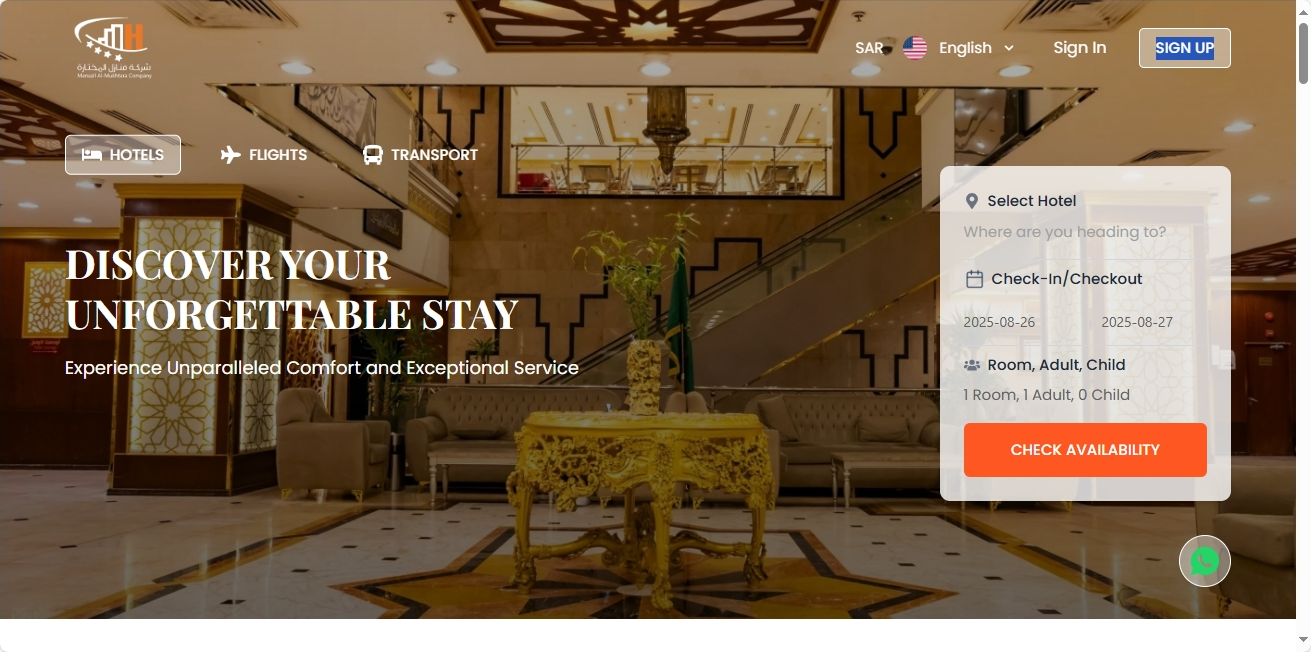 شركة منازل المختارة
Manazil Al-Mukhtara Company
SAR
English
Sign In
SIGN UP
HOTELS
FLIGHTS
TRANSPORT
DISCOVER YOUR
UNFORGETTABLE STAY
Experience Unparalleled Comfort and Exceptional Service
Select Hotel
Where are you heading to?
Check-In/Checkout
2025-08-26 2025-08-27
Room, Adult, Child
1 Room, 1 Adult, 0 Child
CHECK AVAILABILITY